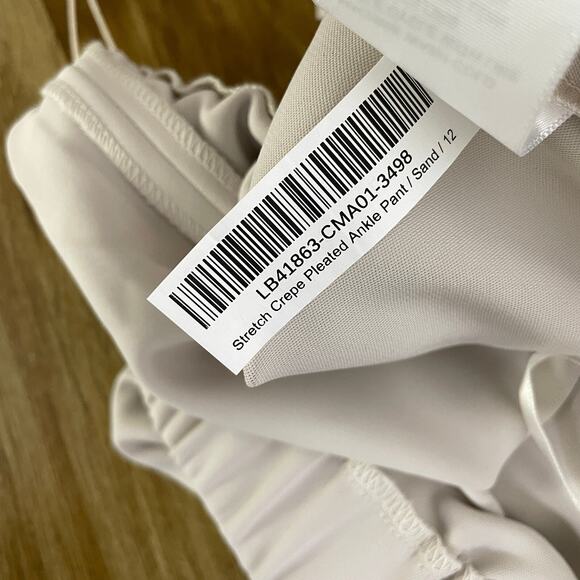 LB41863-CMA01-3498
Stretch Crepe Pleated Ankle Pant / Sand / 12